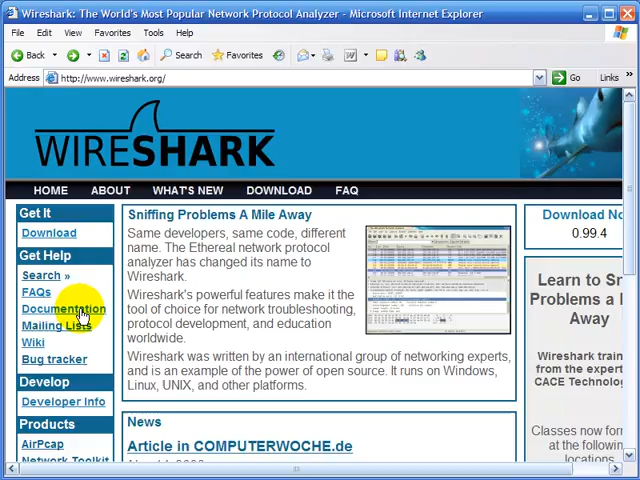 Wireshark: The World's Most Popular Network Protocol Analyzer - Microsoft Internet Explorer
File Edit View Favorites Tools Help
Back Search Favorites
Address http://www.wireshark.org/ Go Links »
WIRESHARK
HOME ABOUT WHAT'S NEW DOWNLOAD FAQ
Get It
Download
Get Help
Search »
FAQs
Documentation
Mailing Lists
Wiki
Bug tracker
Develop
Developer Info
Products
AirPcap
Network Toolkit
Sniffing Problems A Mile Away
Same developers, same code, different
name. The Ethereal network protocol
analyzer has changed its name to
Wireshark.
Wireshark's powerful features make it the
tool of choice for network troubleshooting,
protocol development, and education
worldwide.
Wireshark was written by an international group of networking experts,
and is an example of the power of open source. It runs on Windows,
Linux, UNIX, and other platforms.
News
Article in COMPUTERWOCHE.de
Download No
0.99.4
Learn to Sn
Problems a M
Away
Wireshark train
from the expert
CACE Technolog
Classes now for
at the followin
locations